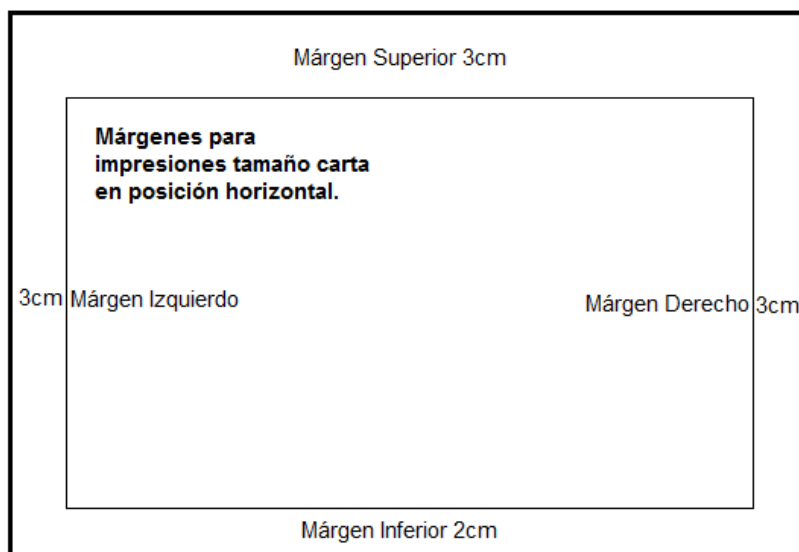 Márgen Superior 3cm
Márgenes para
impresiones tamaño carta
en posición horizontal.
3cm Márgen Izquierdo
Márgen Derecho 3cm
Márgen Inferior 2cm